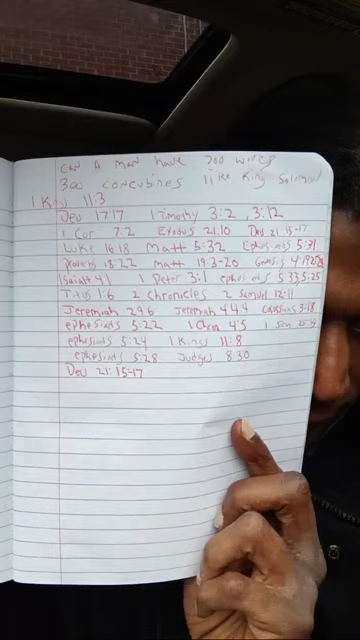 CAN A MAN have 700 wives
300 concubines like King Solomon
1 Kings 11:3
Deu 17:17 1 Timothy 3:2, 3:12
1 Cor 7:2 Exodus 21:10 Deu 21:15-17
Luke 16:18 Matt 5:32 Ephesians 5:31
Proverbs 18:22 Matt 19:3-20 Genesis
Isaiah 4:1 1 Peter 3:1 ephesians 5:33, 5:25
Titus 1:6 2 chronicles 2 Samuel 12:11
Jeremiah 29:6 Jeremiah 44:4 Colossians 3:18
ephesians 5:22 1 Chron 4:5 1 Sam
ephesians 5:24 1 Kings 11:8
ephesians 5:28 Judges 8:30
Deu 21:15-17